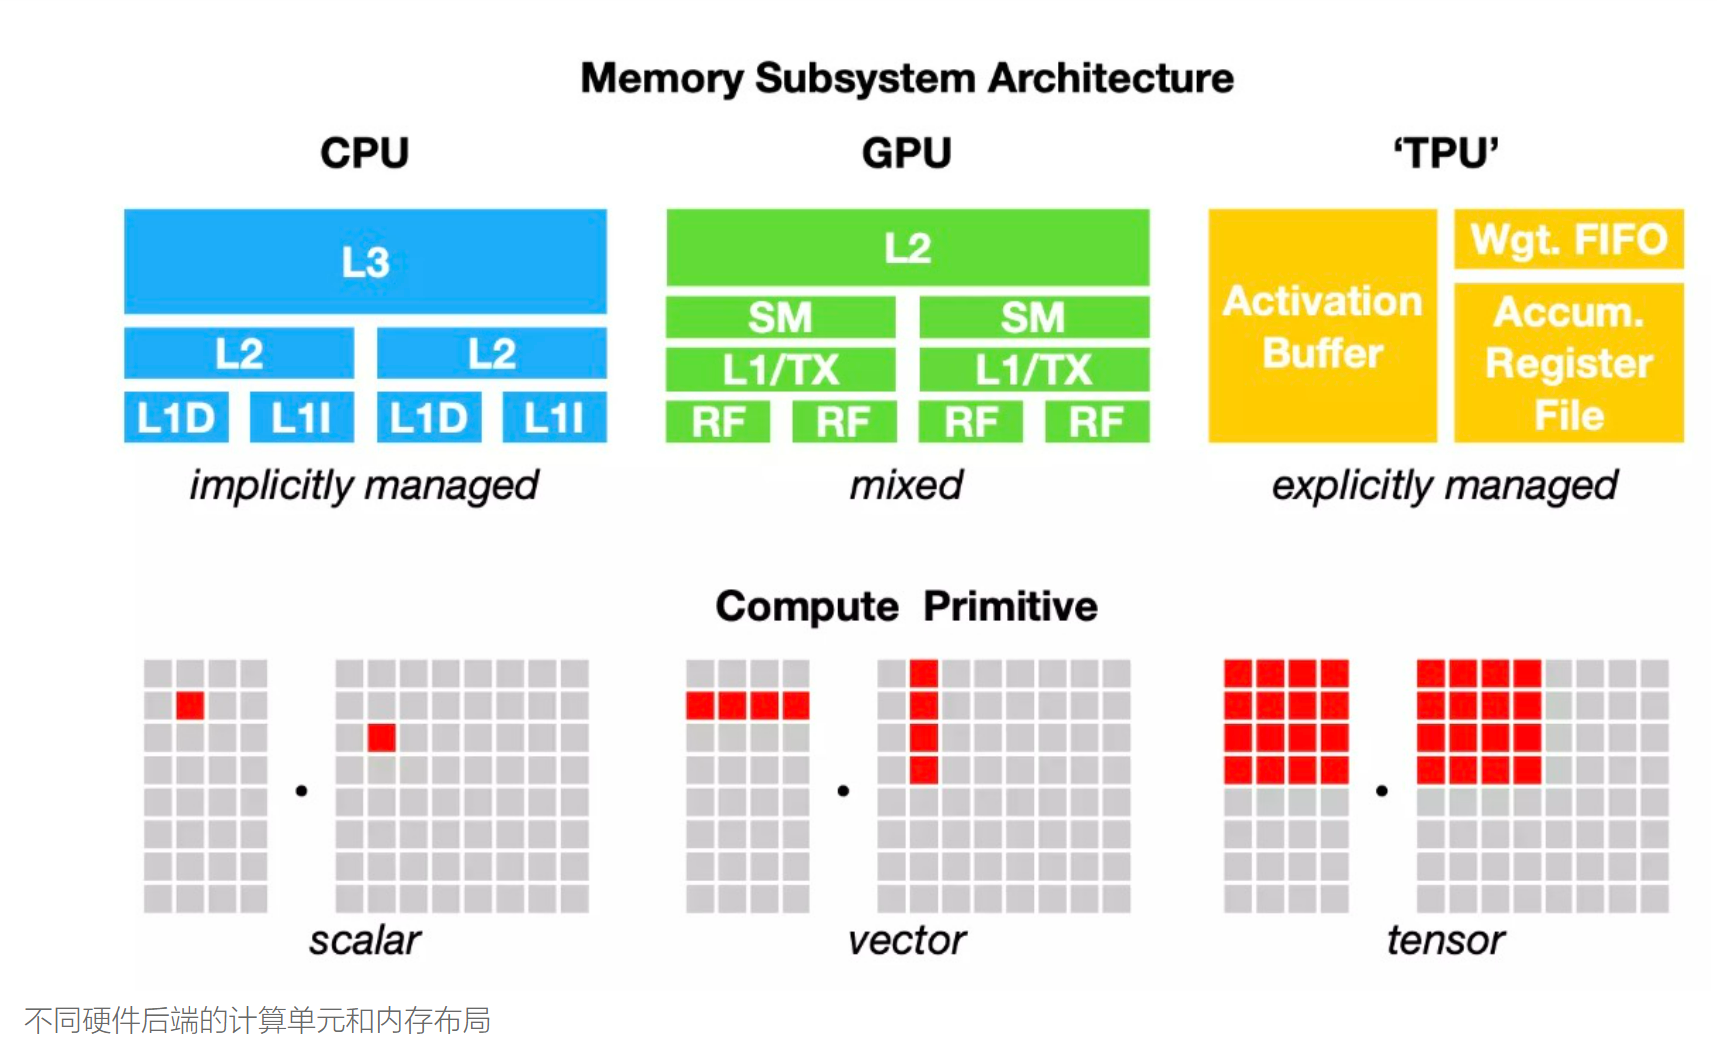 Memory Subsystem Architecture
CPU
GPU
‘TPU’
L3
L2 L2
L1D L1I L1D L1I
implicitly managed
L2
SM SM
L1/TX L1/TX
RF RF RF RF
mixed
Activation
Buffer
Wgt. FIFO
Accum.
Register
File
explicitly managed
Compute Primitive
scalar
vector
tensor
不同硬件后端的计算单元和内存布局